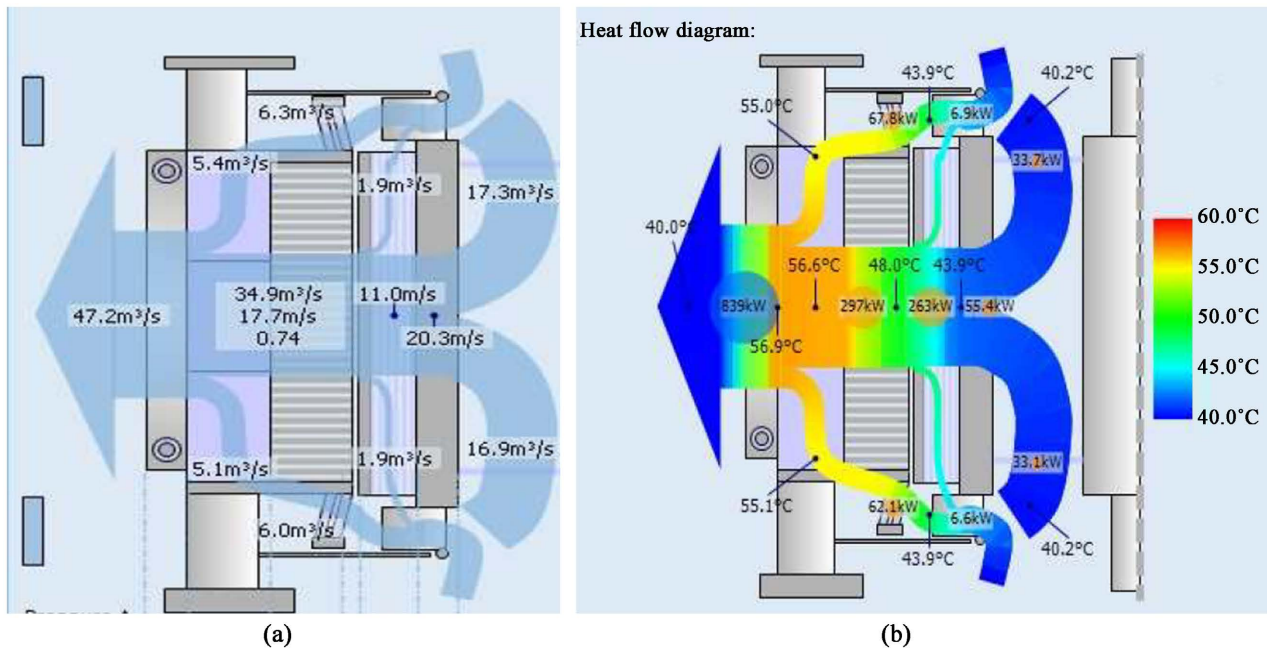 6.3m³/s
5.4m³/s
1.9m³/s
17.3m³/s
34.9m³/s
17.7m/s
0.74
11.0m/s
47.2m³/s
20.3m/s
16.9m³/s
1.9m³/s
5.1m³/s
6.0m³/s
(a)
Heat flow diagram:
43.9°C
40.2°C
55.0°C
67.8kW
6.9kW
33.7kW
40.0°C
56.6°C
48.0°C
43.9°C
839kW
297kW
263kW
55.4kW
56.9°C
33.1kW
55.1°C
62.1kW
6.6kW
43.9°C
40.2°C
60.0°C
55.0°C
50.0°C
45.0°C
40.0°C
(b)